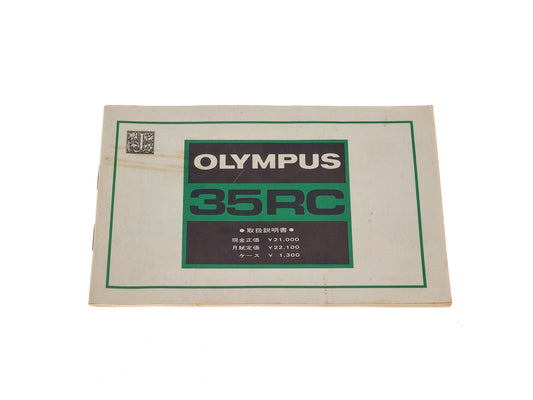 J
OLYMPUS
35RC
●取扱説明書●
現金正価 ￥21,000
月賦定価 ￥22,100
ケース ￥ 1,300